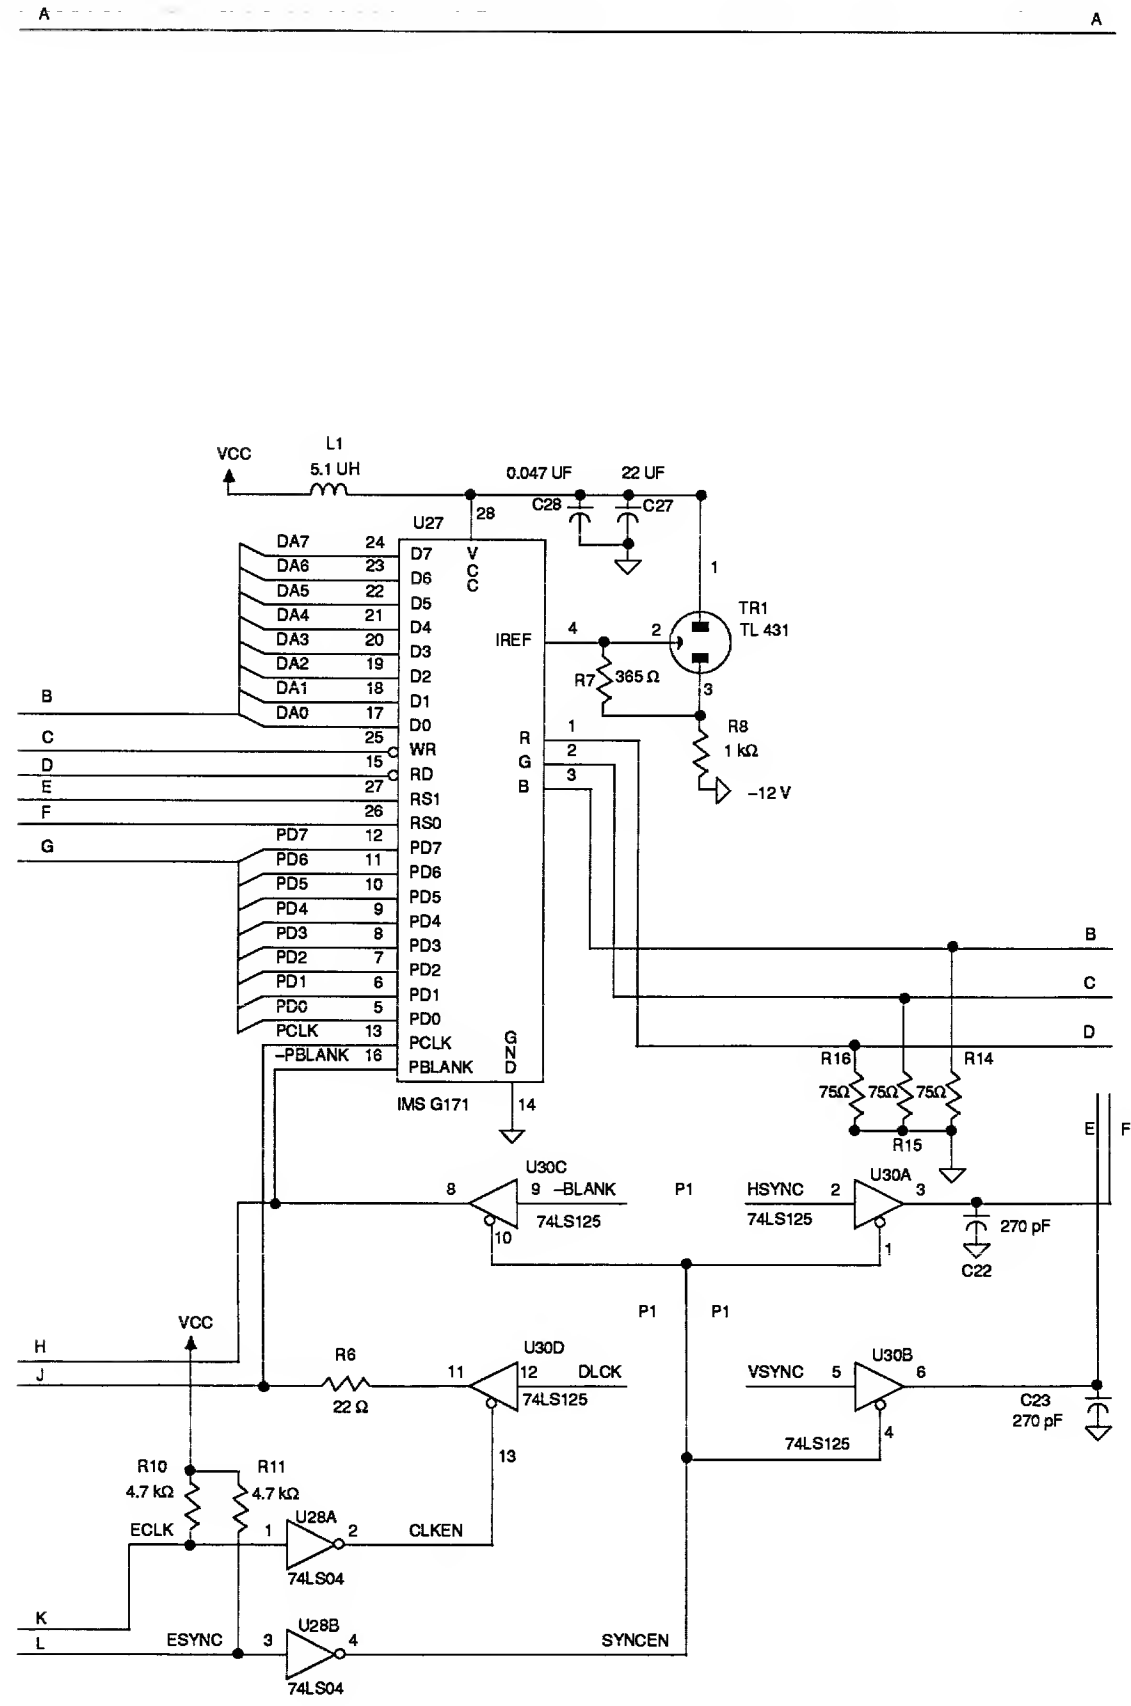 A A
L1
VCC
5.1 UH
0.047 UF 22 UF
C28 C27
28
U27
DA7 24 D7
DA6 23 D6
DA5 22 D5
DA4 21 D4
DA3 20 D3
DA2 19 D2
DA1 18 D1
DA0 17 D0
VCC
1
TR1
TL 431
IREF 4 2
R7 365 Ω
3
B
C 25 WR
D 15 RD
E 27 RS1
F 26 RS0
G
R 1
G 2
B 3
R8
1 kΩ
–12 V
PD7 12 PD7
PD6 11 PD6
PD5 10 PD5
PD4 9 PD4
PD3 8 PD3
PD2 7 PD2
PD1 6 PD1
PD0 5 PD0
PCLK 13 PCLK
–PBLANK 16 PBLANK
GND
IMS G171 14
B
C
D
R16 R14
75Ω 75Ω 75Ω
R15
E F
U30C
8 9 –BLANK
74LS125
10
P1
HSYNC 2 U30A 3
74LS125
1
270 pF
C22
P1 P1
VCC
H
J
R6
22 Ω
U30D
11 12 DLCK
74LS125
13
VSYNC 5 U30B 6
74LS125 4
C23
270 pF
R10 R11
4.7 kΩ 4.7 kΩ
ECLK 1 U28A 2 CLKEN
74LS04
K
L ESYNC 3 U28B 4 SYNCEN
74LS04